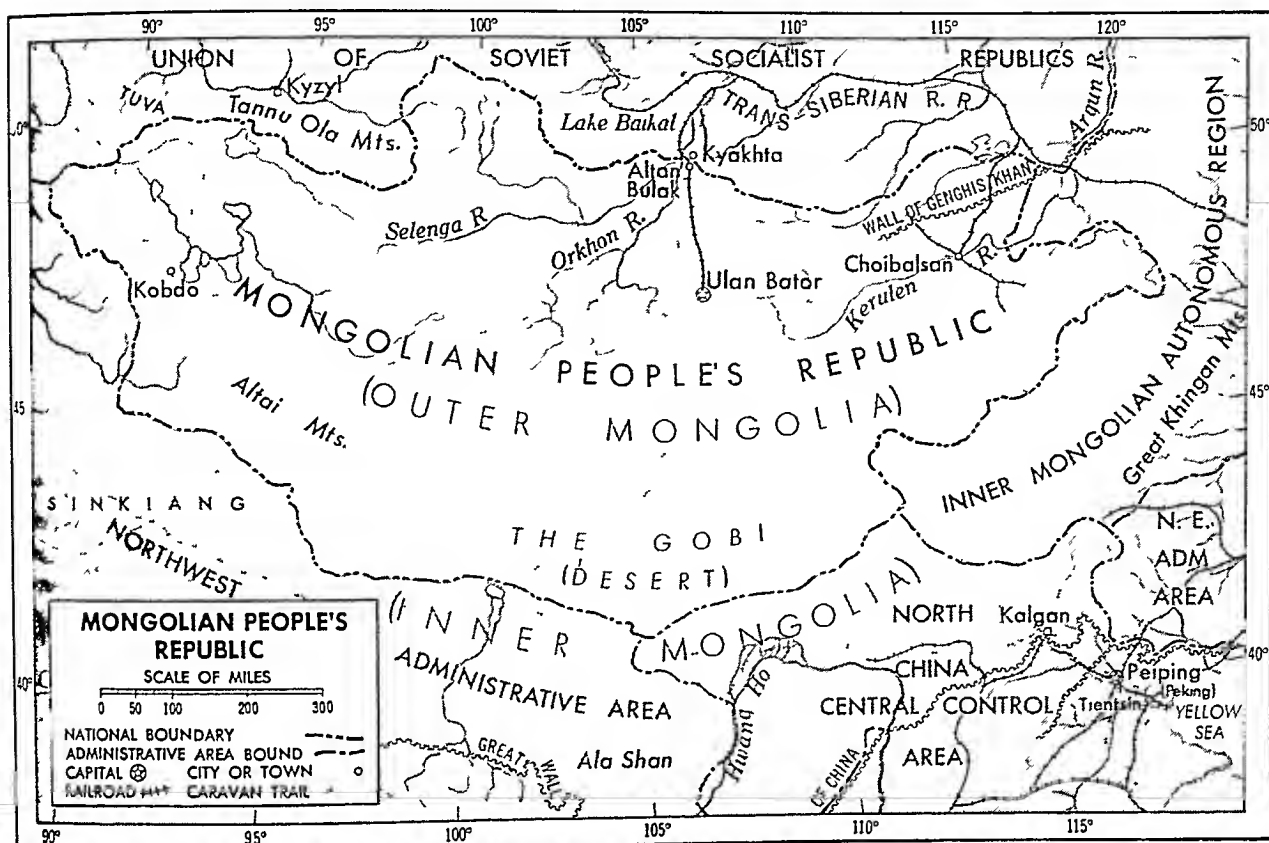 90° 95° 100° 105° 110° 115° 120°
UNION OF SOVIET SOCIALIST REPUBLICS
Kyzyl
TUVA
Tannu Ola Mts.
Lake Baikal
TRANS-SIBERIAN R. R.
Argun R.
50°
Kyakhta
Altan
Bulak
WALL OF GENGHIS KHAN
Selenga R.
Orkhon R.
Choibalsan
Kerulen R.
Ulan Bator
Kobdo
MONGOLIAN PEOPLE'S REPUBLIC
(OUTER MONGOLIA)
INNER MONGOLIAN AUTONOMOUS REGION
Great Khingan Mts.
45 45°
Altai Mts.
SINKIANG
NORTHWEST
THE GOBI
(DESERT)
N. E.
ADM
AREA
(INNER MONGOLIA)
ADMINISTRATIVE AREA
NORTH
CHINA
CENTRAL CONTROL
AREA
Kalgan
Peiping
(Peking)
Tientsin
YELLOW
SEA
40° 40°
Hwang Ho
Ala Shan
GREAT WALL
OF CHINA
MONGOLIAN PEOPLE'S
REPUBLIC
SCALE OF MILES
0 50 100 200 300
NATIONAL BOUNDARY
ADMINISTRATIVE AREA BOUND
CAPITAL CITY OR TOWN
RAILROAD CARAVAN TRAIL
90° 95° 100° 105° 110° 115°